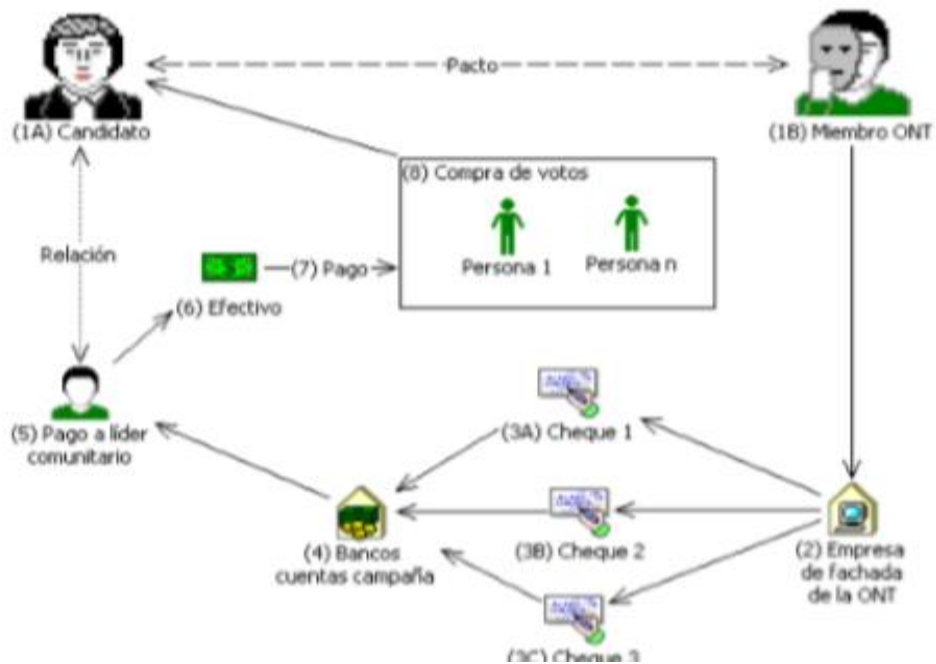 Pacto
(1A) Candidato
(1B) Miembro ONT
(8) Compra de votos
Relación
Persona 1
Persona n
(7) Pago
(6) Efectivo
(3A) Cheque 1
(5) Pago a líder
comunitario
(4) Bancos
cuentas campaña
(3B) Cheque 2
(2) Empresa
de fachada
de la ONT
(3C) Cheque 3